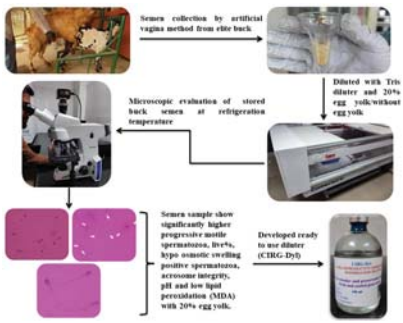 Semen collection by artificial
vagina method from elite buck
Diluted with Tris
diluter and 20%
egg yolk/without
egg yolk
Microscopic evaluation of stored
buck semen at refrigeration
temperature
Semen sample show
significantly higher
progressive motile
spermatozoa, live%,
hypo osmotic swelling
positive spermatozoa,
acrosome integrity,
pH and low lipid
peroxidation (MDA)
with 20% egg yolk.
Developed ready
to use diluter
(CIRG-Dyl)